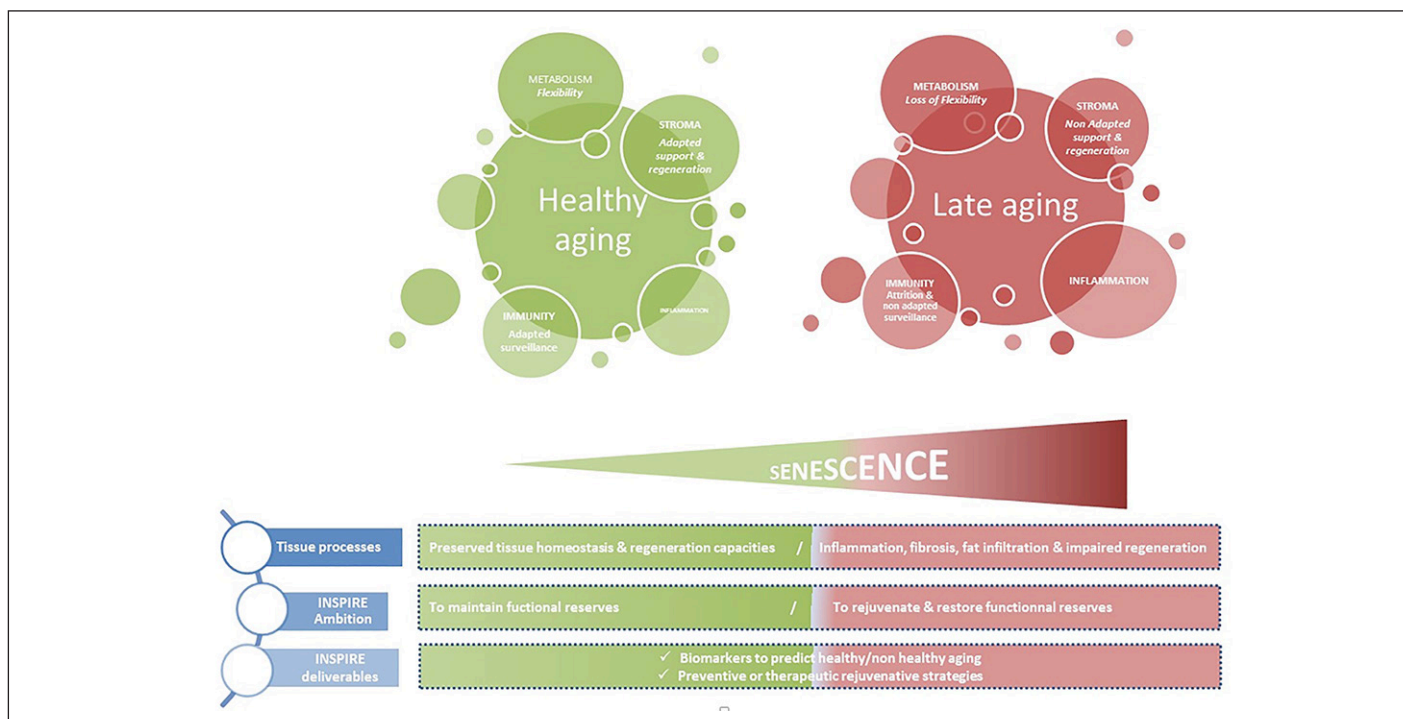 METABOLISM
Flexibility
STROMA
Adapted
support &
regeneration
Healthy
aging
IMMUNITY
Adapted
surveillance
INFLAMMATION
METABOLISM
Loss of Flexibility
STROMA
Non Adapted
support &
regeneration
Late aging
IMMUNITY
Attrition &
non adapted
surveillance
INFLAMMATION
SENESCENCE
Tissue processes
Preserved tissue homeostasis & regeneration capacities / Inflammation, fibrosis, fat infiltration & impaired regeneration
INSPIRE
Ambition
To maintain fuctional reserves / To rejuvenate & restore functionnal reserves
INSPIRE
deliverables
✓ Biomarkers to predict healthy/non healthy aging
✓ Preventive or therapeutic rejuvenative strategies